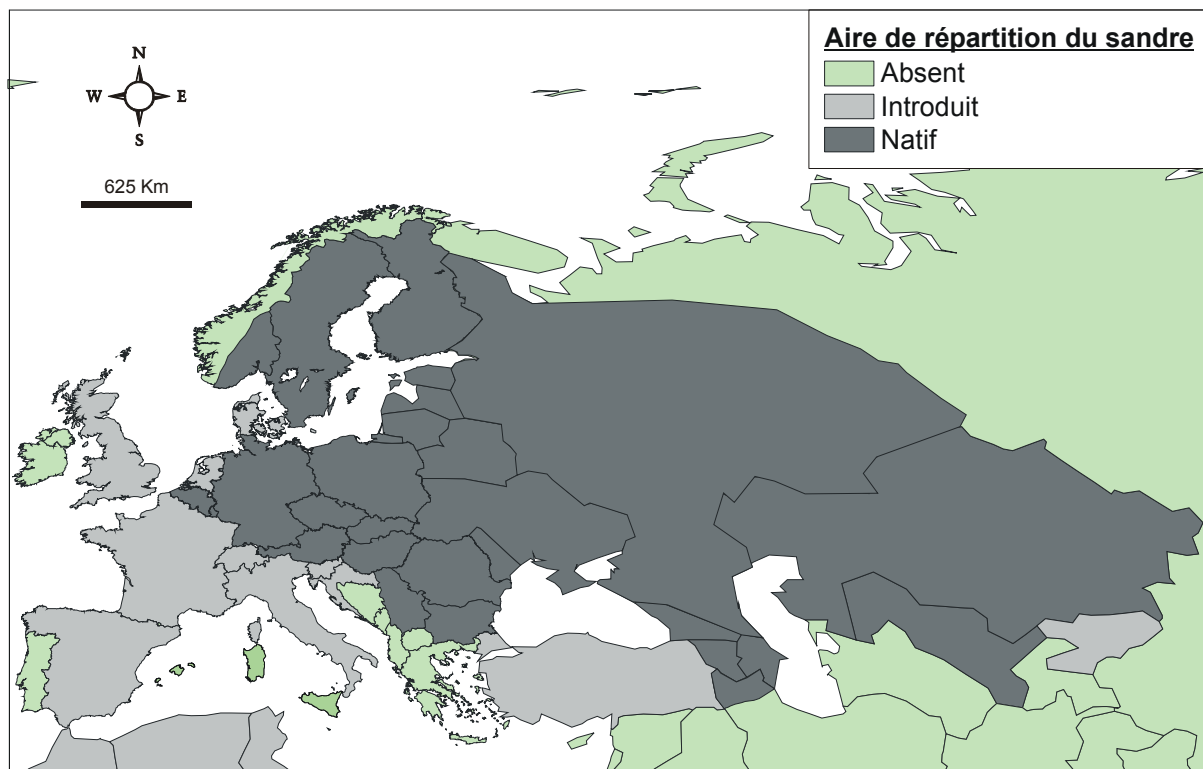 Aire de répartition du sandre
Absent
Introduit
Natif
N
W E
S
625 Km